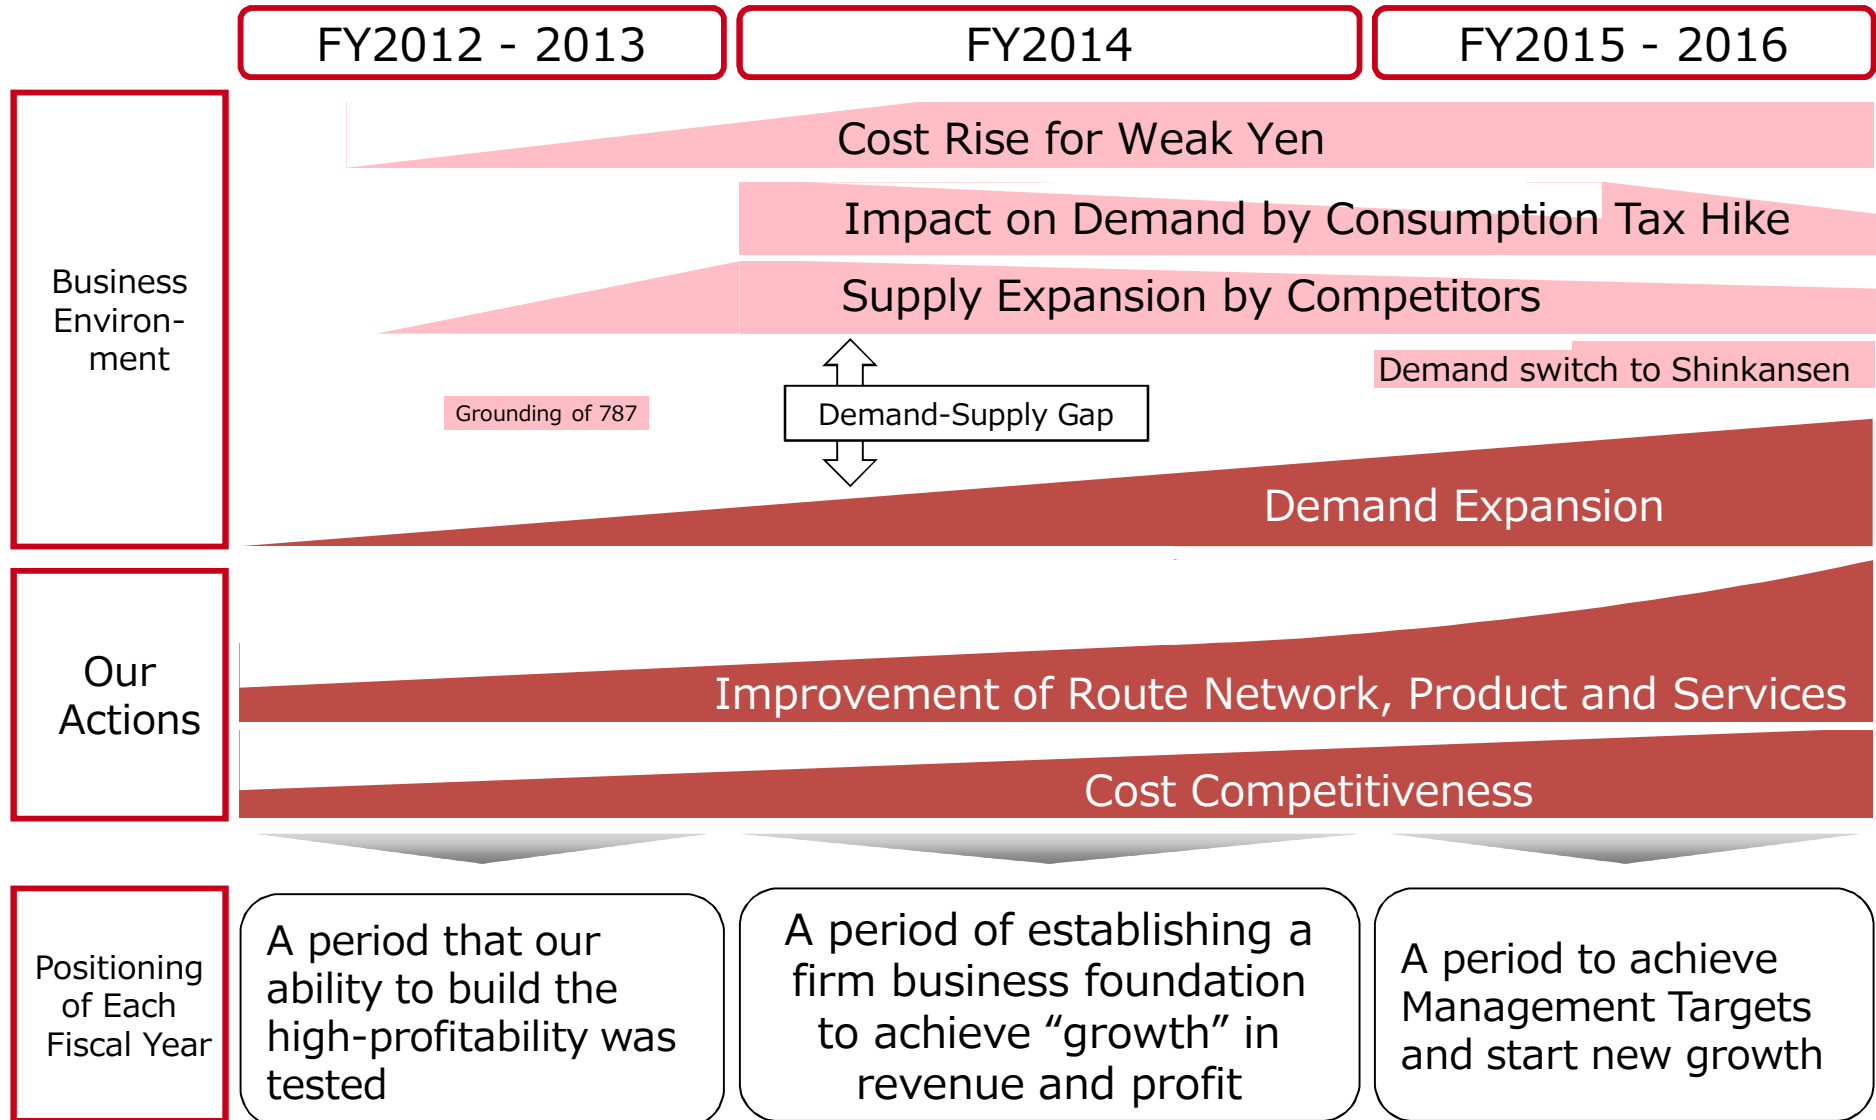 FY2012 - 2013
FY2014
FY2015 - 2016
Business
Environ-
ment
Cost Rise for Weak Yen
Impact on Demand by Consumption Tax Hike
Supply Expansion by Competitors
Demand switch to Shinkansen
Grounding of 787
Demand-Supply Gap
Demand Expansion
Our
Actions
Improvement of Route Network, Product and Services
Cost Competitiveness
Positioning
of Each
Fiscal Year
A period that our
ability to build the
high-profitability was
tested
A period of establishing a
firm business foundation
to achieve “growth” in
revenue and profit
A period to achieve
Management Targets
and start new growth